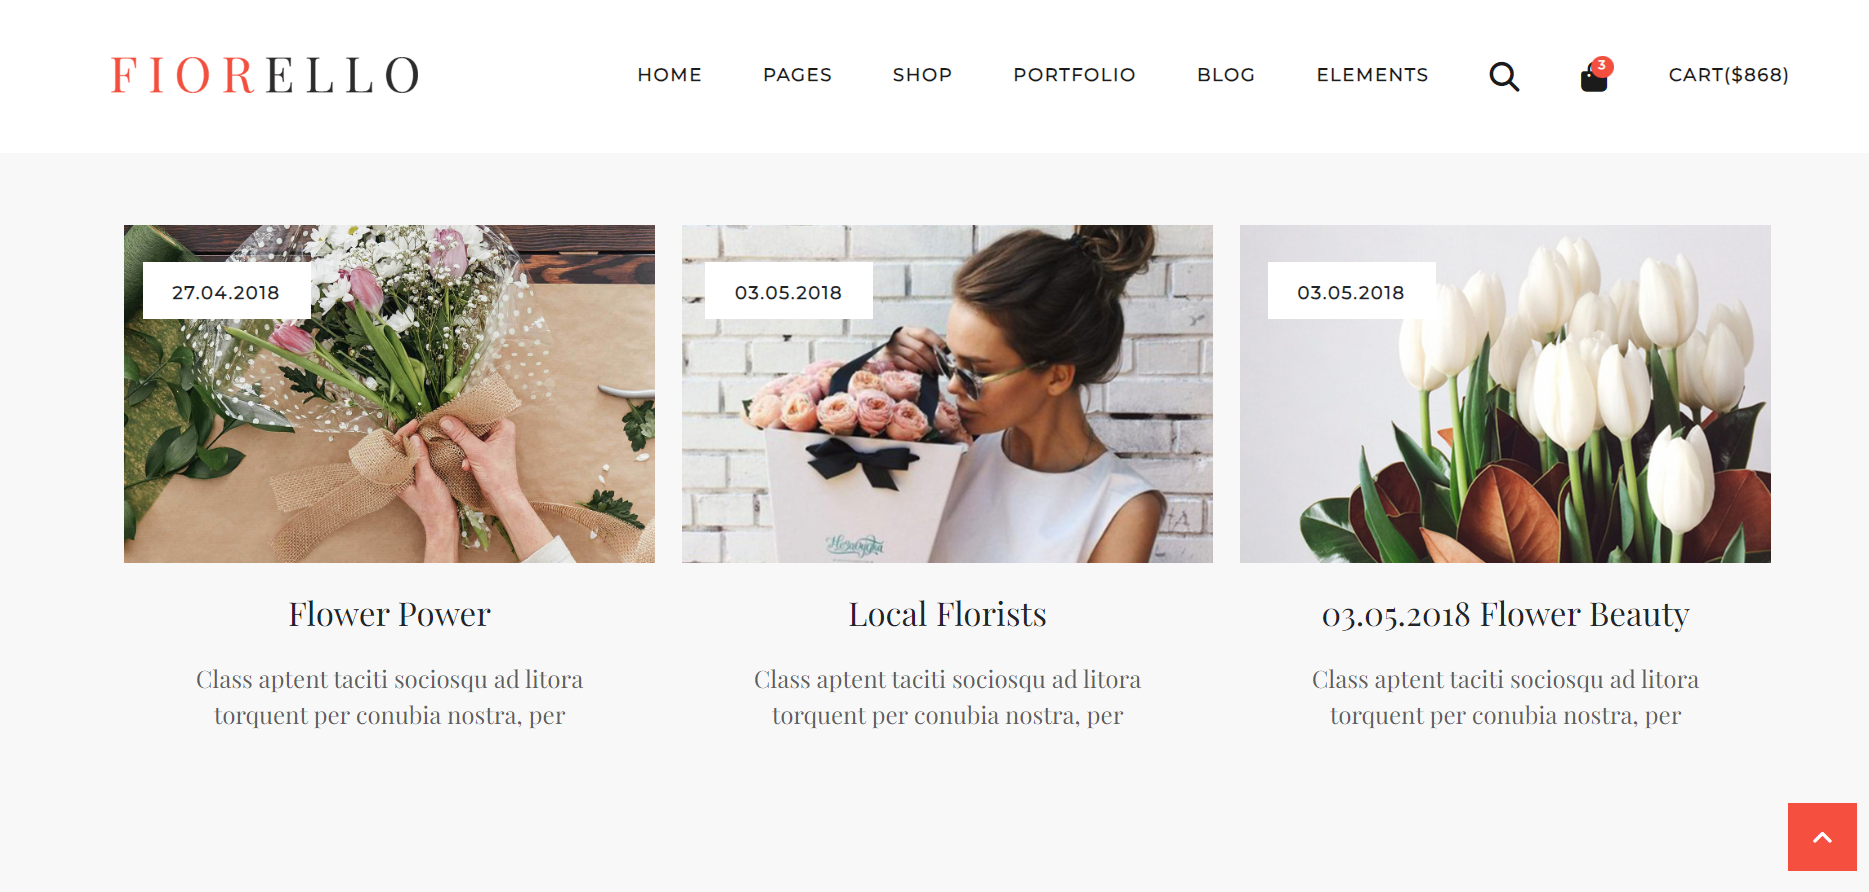 FIORELLO
HOME PAGES SHOP PORTFOLIO BLOG ELEMENTS 3 CART($868)
27.04.2018
03.05.2018
03.05.2018
Незабудка
Flower Power
Class aptent taciti sociosqu ad litora
torquent per conubia nostra, per
Local Florists
Class aptent taciti sociosqu ad litora
torquent per conubia nostra, per
03.05.2018 Flower Beauty
Class aptent taciti sociosqu ad litora
torquent per conubia nostra, per